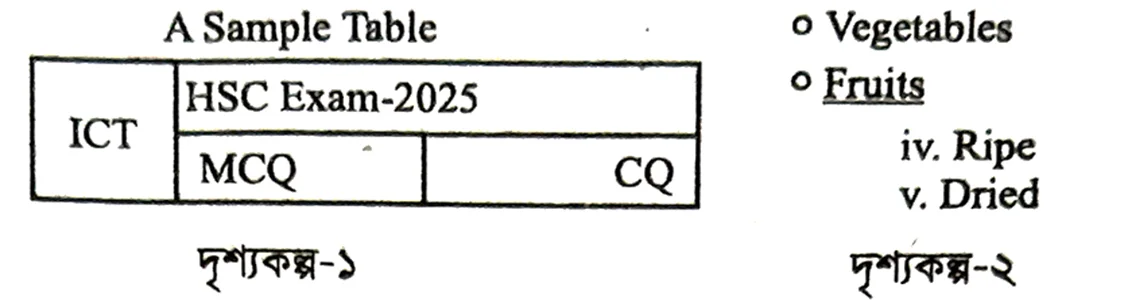 A Sample Table
ICT
HSC Exam-2025
MCQ
CQ
দৃশ্যকল্প-১
o Vegetables
o Fruits
iv. Ripe
v. Dried
দৃশ্যকল্প-২